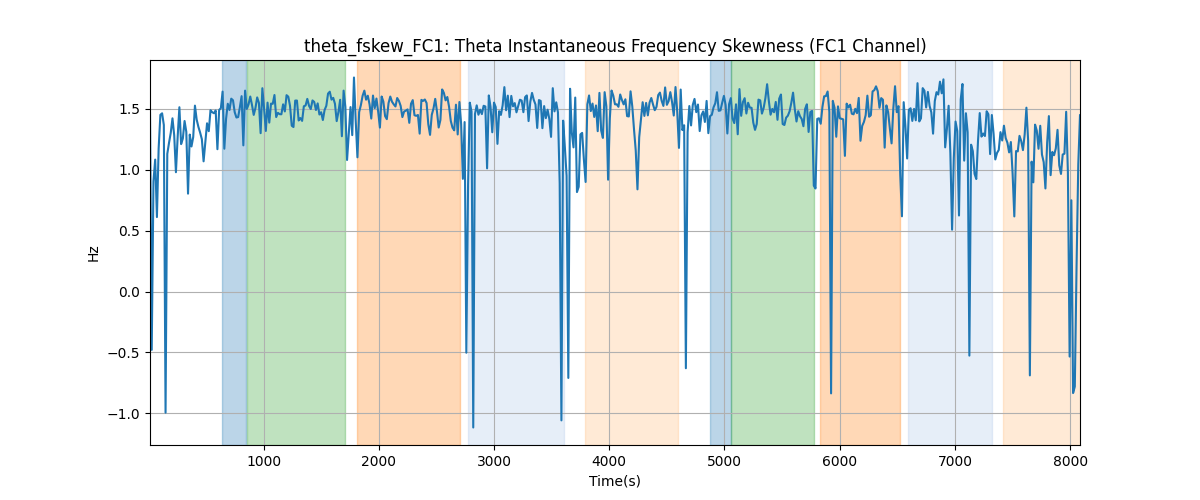 theta_fskew_FC1: Theta Instantaneous Frequency Skewness (FC1 Channel)
1.5
1.0
0.5
0.0
−0.5
−1.0
Hz
1000 2000 3000 4000 5000 6000 7000 8000
Time(s)